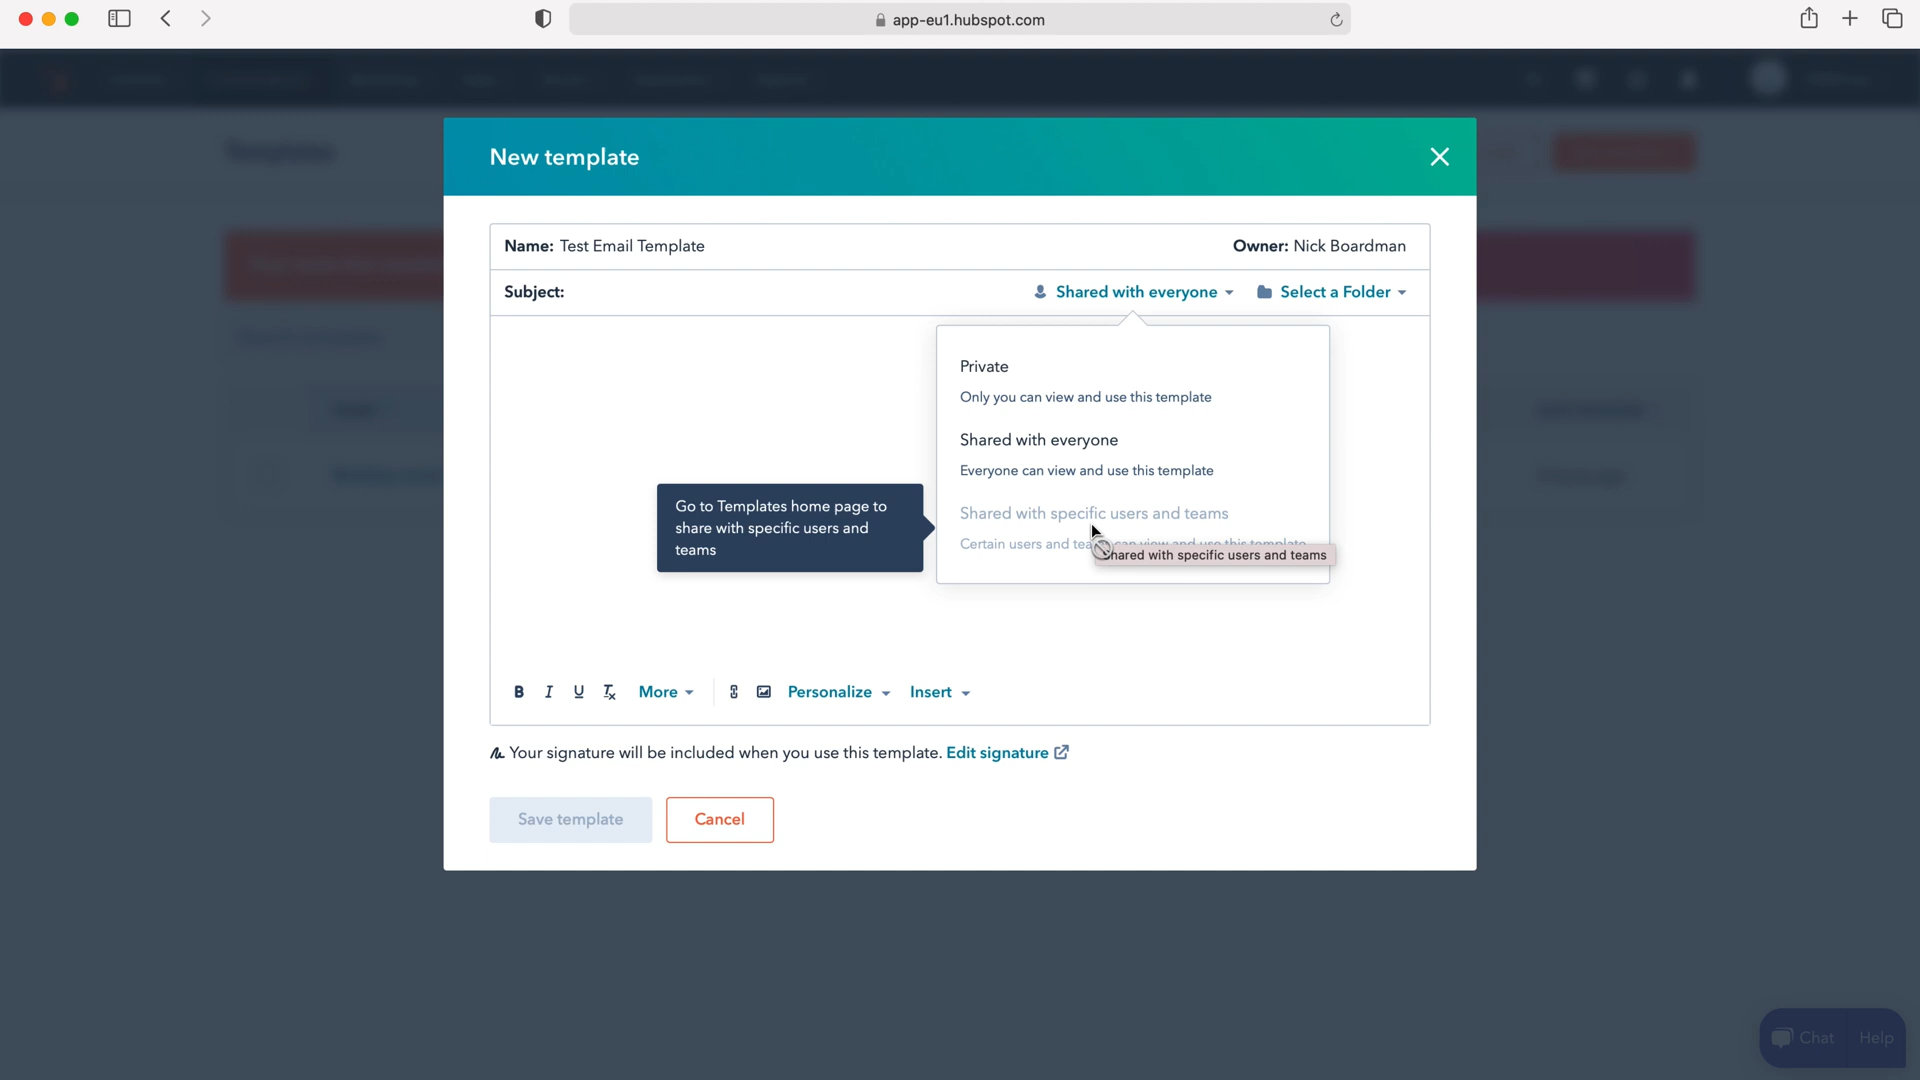 app-eu1.hubspot.com
Templates
New template
Name: Test Email Template
Owner: Nick Boardman
Subject:
Shared with everyone
Select a Folder
Private
Only you can view and use this template
Shared with everyone
Everyone can view and use this template
Go to Templates home page to
share with specific users and
teams
Shared with specific users and teams
Certain users and can view and use this template
Shared with specific users and teams
B I U Tx More Personalize Insert
Your signature will be included when you use this template. Edit signature
Save template
Cancel
Chat Help